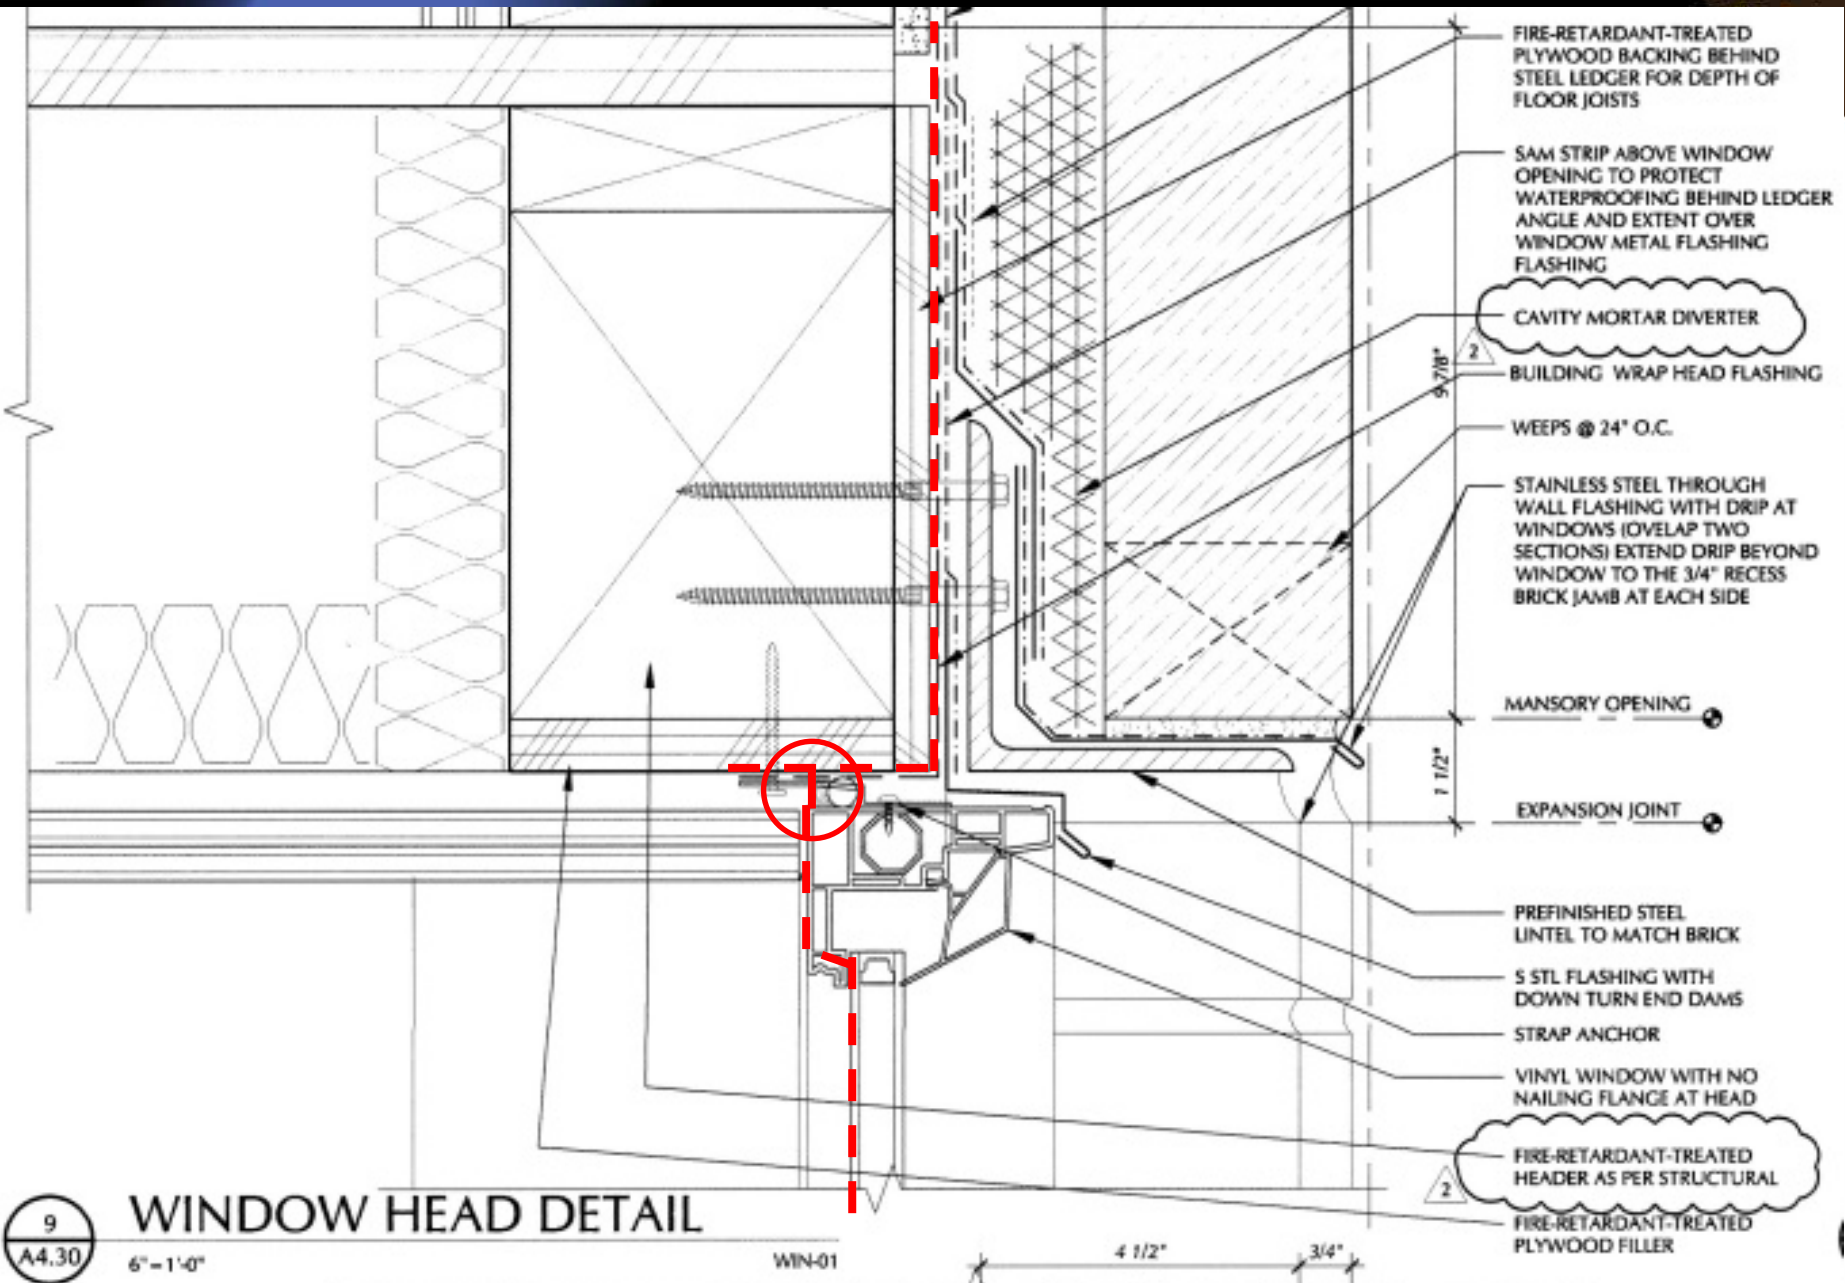 FIRE-RETARDANT-TREATED
PLYWOOD BACKING BEHIND
STEEL LEDGER FOR DEPTH OF
FLOOR JOISTS
SAM STRIP ABOVE WINDOW
OPENING TO PROTECT
WATERPROOFING BEHIND LEDGER
ANGLE AND EXTENT OVER
WINDOW METAL FLASHING
FLASHING
CAVITY MORTAR DIVERTER
2
9 7/8"
BUILDING WRAP HEAD FLASHING
WEEPS @ 24" O.C.
STAINLESS STEEL THROUGH
WALL FLASHING WITH DRIP AT
WINDOWS (OVELAP TWO
SECTIONS) EXTEND DRIP BEYOND
WINDOW TO THE 3/4" RECESS
BRICK JAMB AT EACH SIDE
MANSORY OPENING
1 1/2"
EXPANSION JOINT
PREFINISHED STEEL
LINTEL TO MATCH BRICK
S STL FLASHING WITH
DOWN TURN END DAMS
STRAP ANCHOR
VINYL WINDOW WITH NO
NAILING FLANGE AT HEAD
FIRE-RETARDANT-TREATED
HEADER AS PER STRUCTURAL
2
FIRE-RETARDANT-TREATED
PLYWOOD FILLER
9
A4.30
WINDOW HEAD DETAIL
6"=1'-0"
WIN-01
4 1/2"
3/4"